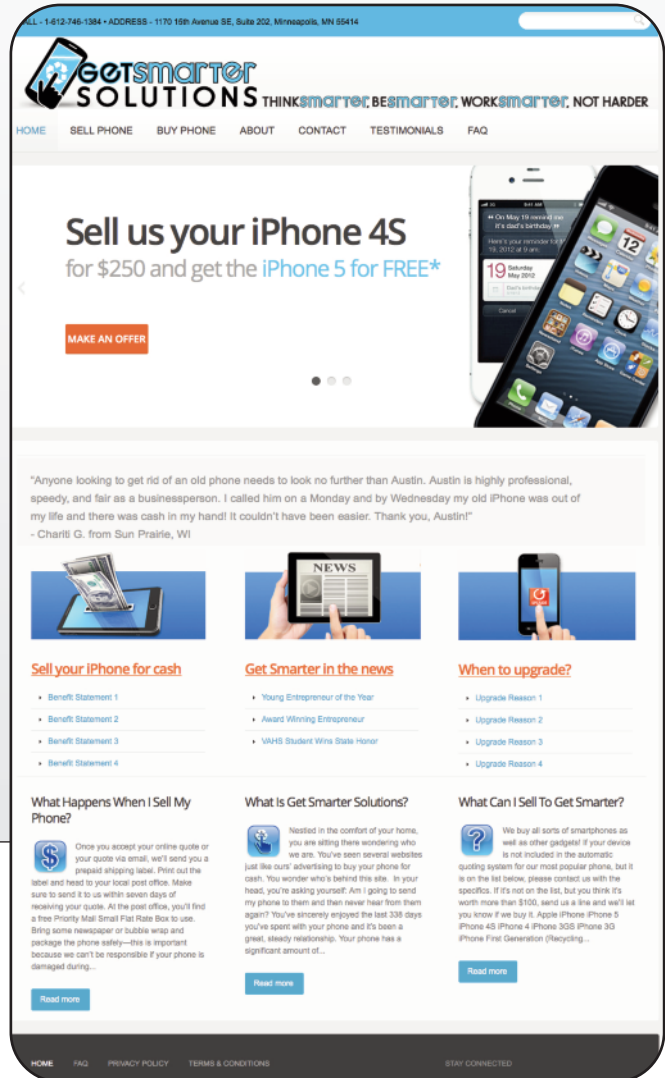 ALL - 1-612-746-1384 • ADDRESS - 1170 15th Avenue SE, Suite 202, Minneapolis, MN 55414
GETSMARTER
SOLUTIONS THINKSMARTER, BESMARTER, WORKSMARTER, NOT HARDER
HOME SELL PHONE BUY PHONE ABOUT CONTACT TESTIMONIALS FAQ
Sell us your iPhone 4S
for $250 and get the iPhone 5 for FREE*
MAKE AN OFFER
"Anyone looking to get rid of an old phone needs to look no further than Austin. Austin is highly professional,
speedy, and fair as a businessperson. I called him on a Monday and by Wednesday my old iPhone was out of
my life and there was cash in my hand! It couldn't have been easier. Thank you, Austin!"
- Chariti G. from Sun Prairie, WI
NEWS
Sell your iPhone for cash
Benefit Statement 1
Benefit Statement 2
Benefit Statement 3
Benefit Statement 4
Get Smarter in the news
Young Entrepreneur of the Year
Award Winning Entrepreneur
VAHS Student Wins State Honor
When to upgrade?
Upgrade Reason 1
Upgrade Reason 2
Upgrade Reason 3
Upgrade Reason 4
What Happens When I Sell My
Phone?
Once you accept your online quote or
your quote via email, we'll send you a
prepaid shipping label. Print out the
label and head to your local post office. Make
sure to send it to us within seven days of
receiving your quote. At the post office, you'll find
a free Priority Mail Small Flat Rate Box to use.
Bring some newspaper or bubble wrap and
package the phone safely—this is important
because we can't be responsible if your phone is
damaged during...
Read more
What Is Get Smarter Solutions?
Nestled in the comfort of your home,
you are sitting there wondering who
we are. You've seen several websites
just like ours' advertising to buy your phone for
cash. You wonder who's behind this site. In your
head, you're asking yourself: Am I going to send
my phone to them and then never hear from them
again? You've sincerely enjoyed the last 338 days
you've spent with your phone and it's been a
great, steady relationship. Your phone has a
significant amount of...
Read more
What Can I Sell To Get Smarter?
We buy all sorts of smartphones as
well as other gadgets! If your device
is not included in the automatic
quoting system for our most popular phone, but it
is on the list below, please contact us with the
specifics. If it's not on the list, but you think it's
worth more than $100, send us a line and we'll let
you know if we buy it. Apple iPhone iPhone 5
iPhone 4S iPhone 4 iPhone 3GS iPhone 3G
iPhone First Generation (Recycling...
Read more
HOME FAQ PRIVACY POLICY TERMS & CONDITIONS STAY CONNECTED